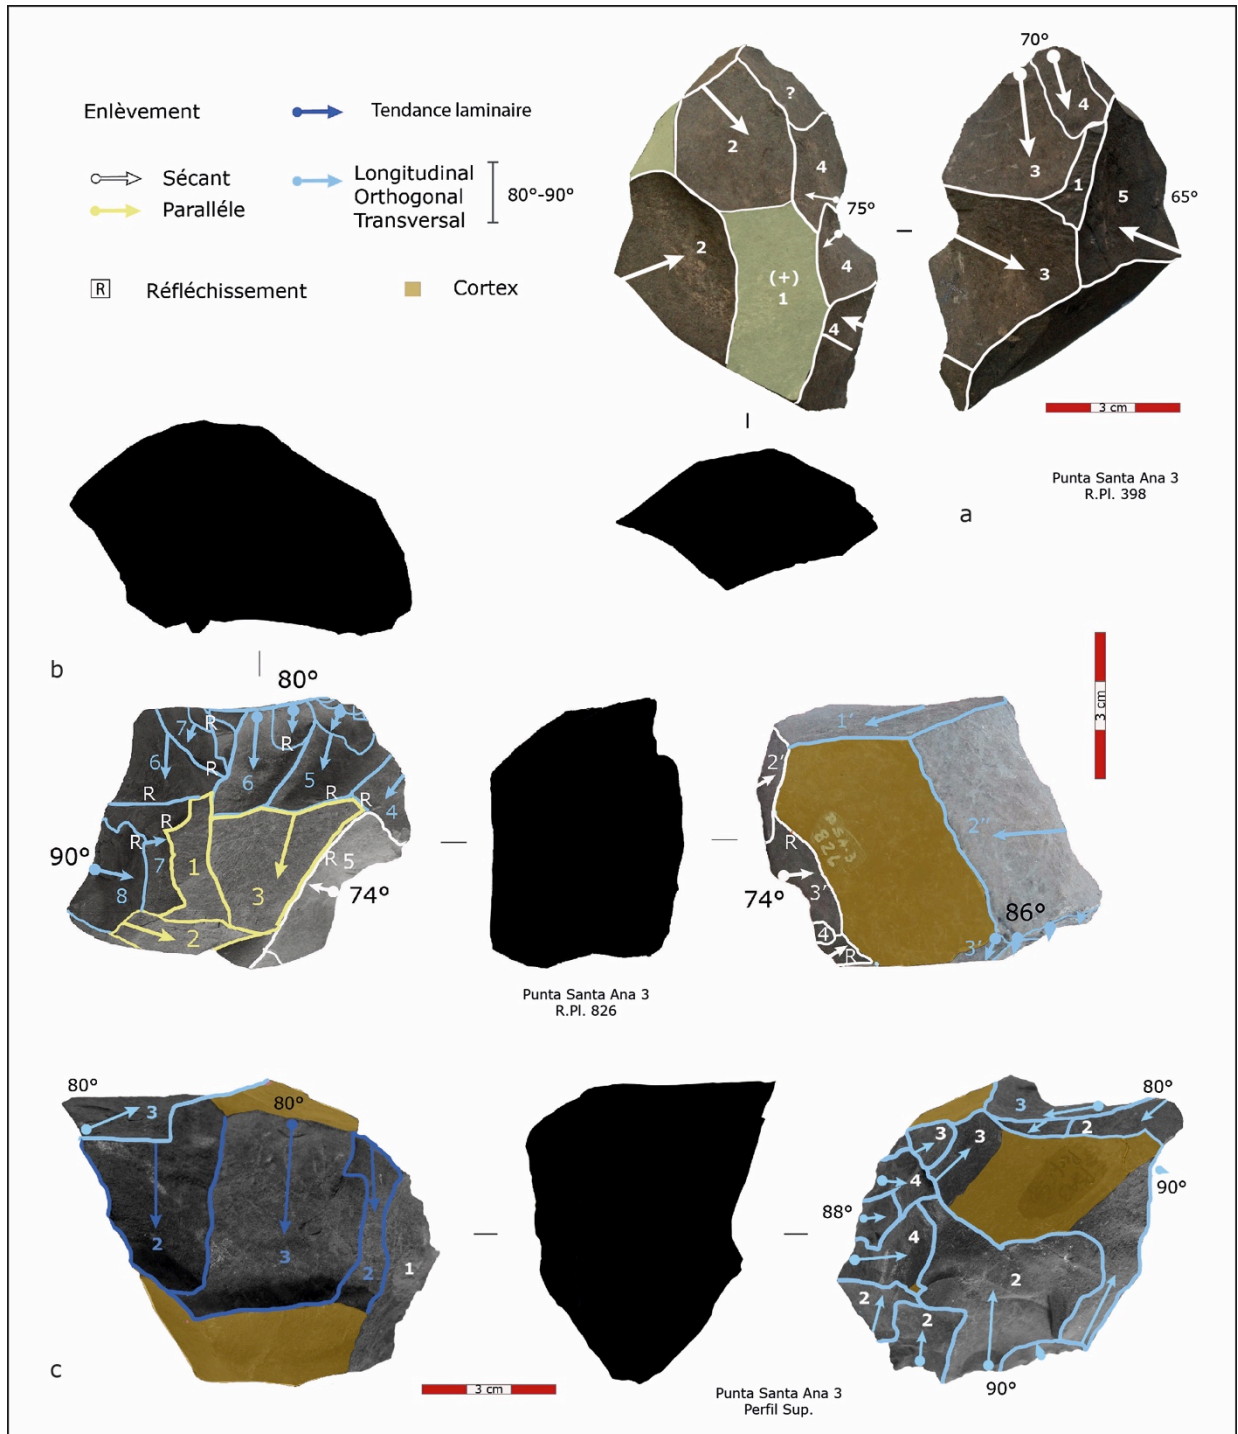 Enlèvement
Tendance laminaire
Sécant
Paralléle
Longitudinal
Orthogonal
Transversal
80°-90°
R Réfléchissement
Cortex
70°
?
2
4
75°
2
(+)
1
4
4
4
3
1
5
65°
3
3 cm
Punta Santa Ana 3
R.Pl. 398
a
b
80°
7
R
6
R
6
R
5
R
R
4
R
R
R
90°
7
1
8
3
R
5
74°
2
3 cm
1'
2'
2''
R
PSA-3
826
74°
3'
4
R
86°
3'
Punta Santa Ana 3
R.Pl. 826
80°
3
80°
2
3
2
1
c
3 cm
80°
3
2
3
3
4
90°
88°
4
2
2
2
90°
Punta Santa Ana 3
Perfil Sup.